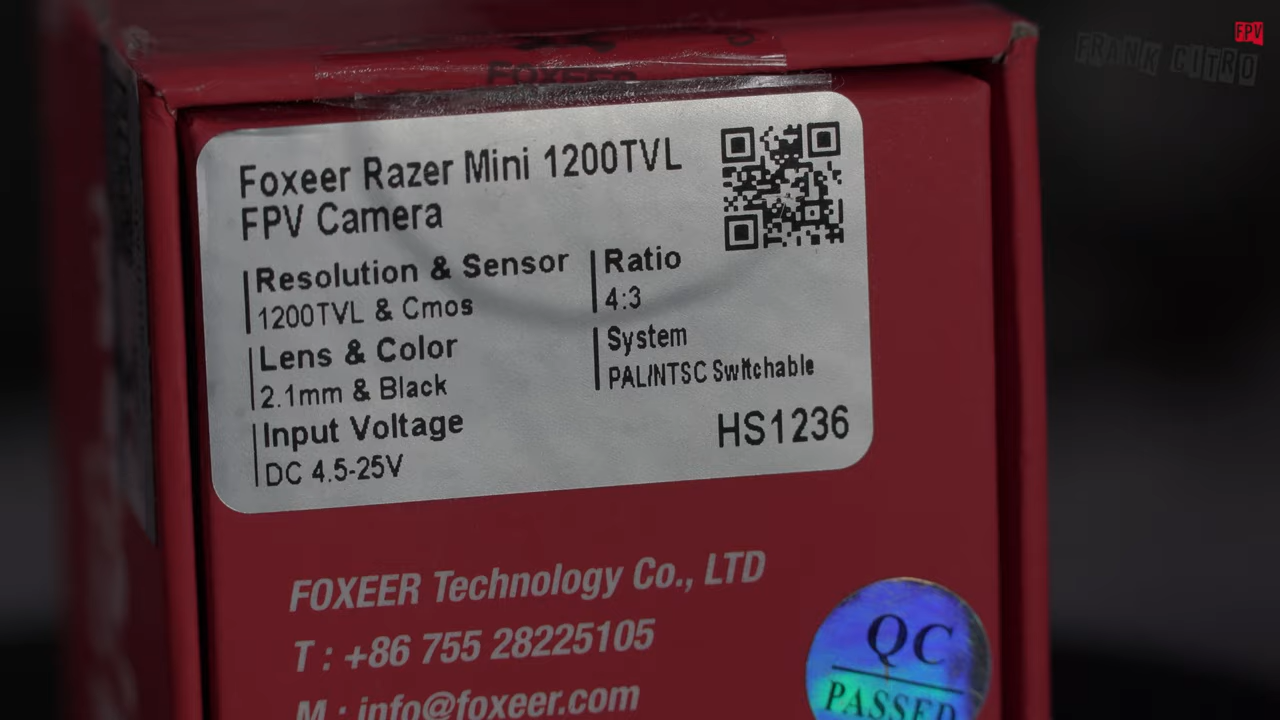 FPV
FRANK CITRO
FOXEER
Foxeer Razer Mini 1200TVL
FPV Camera
Resolution & Sensor
1200TVL & Cmos
Lens & Color
2.1mm & Black
Input Voltage
DC 4.5-25V
Ratio
4:3
System
PAL/NTSC Switchable
HS1236
FOXEER Technology Co., LTD
T : +86 755 28225105
M : info@foxeer.com
QC
PASSED